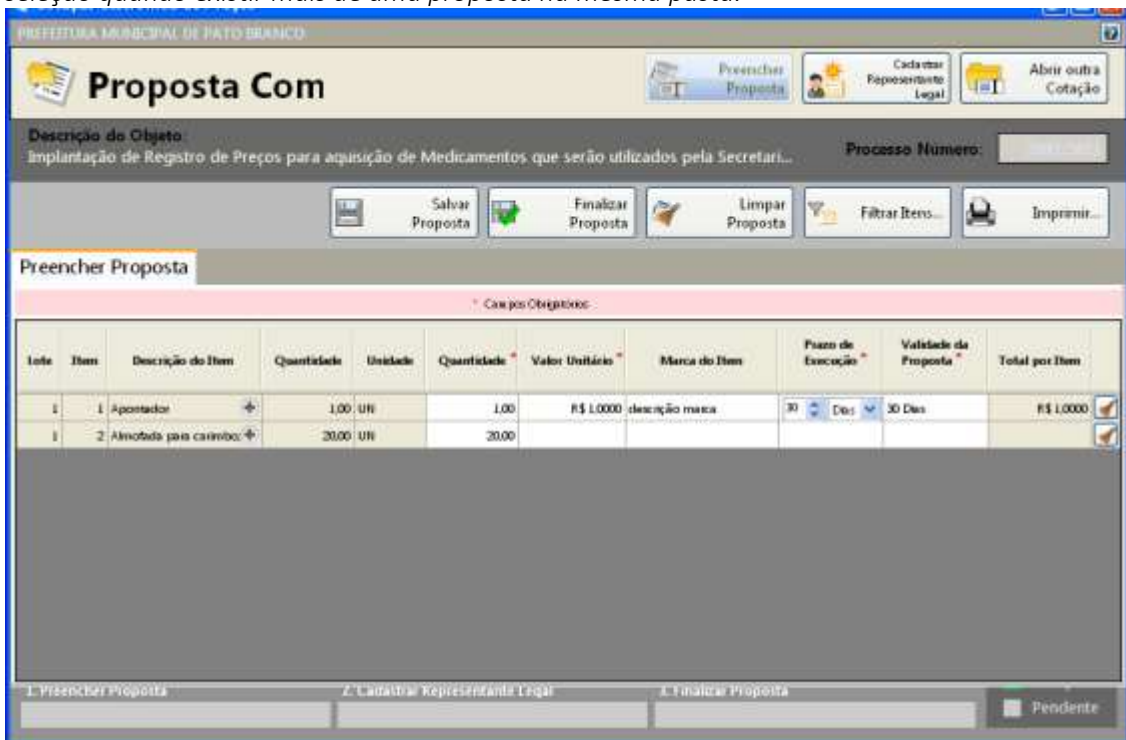 seleção quando existir mais de uma proposta na mesma pasta.
PREFEITURA MUNICIPAL DE PATO BRANCO
Proposta Com
Preencher Proposta
Cadastrar Representante Legal
Abrir outra Cotação
Descrição do Objeto:
Implantação de Registro de Preços para aquisição de Medicamentos que serão utilizados pela Secretari...
Processo Número:
Salvar Proposta
Finalizar Proposta
Limpar Proposta
Filtrar Itens...
Imprimir...
Preencher Proposta
* Campos Obrigatórios
Lote Item Descrição do Item Quantidade Unidade Quantidade * Valor Unitário * Marca do Item Prazo de Execução * Validade da Proposta * Total por Item
1 1 Apontador 1,00 UN 1,00 R$ 1,0000 descrição marca 30 Dias 30 Dias R$ 1,0000
1 2 Almofada para carimbo: 20,00 UN 20,00
1. Preencher Proposta
2. Cadastrar Representante Legal
3. Finalizar Proposta
Pendente